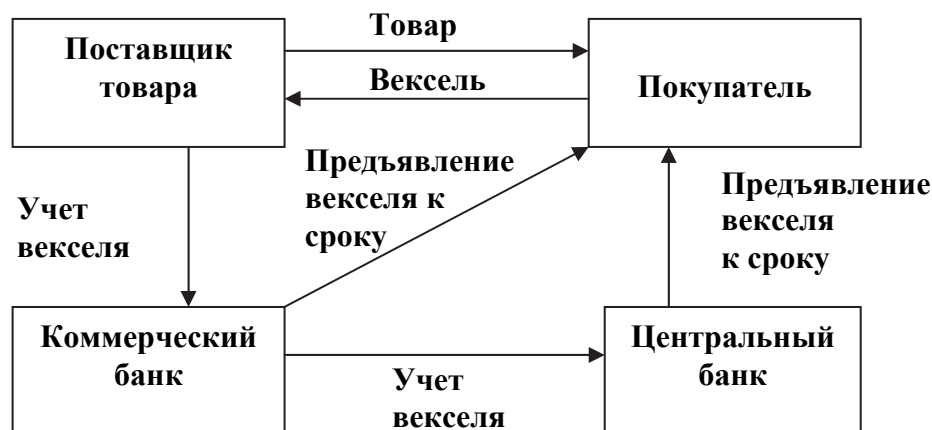 Поставщик
товара
Товар
Вексель
Покупатель
Учет
векселя
Предъявление
векселя к
сроку
Предъявление
векселя
к сроку
Коммерческий
банк
Учет
векселя
Центральный
банк